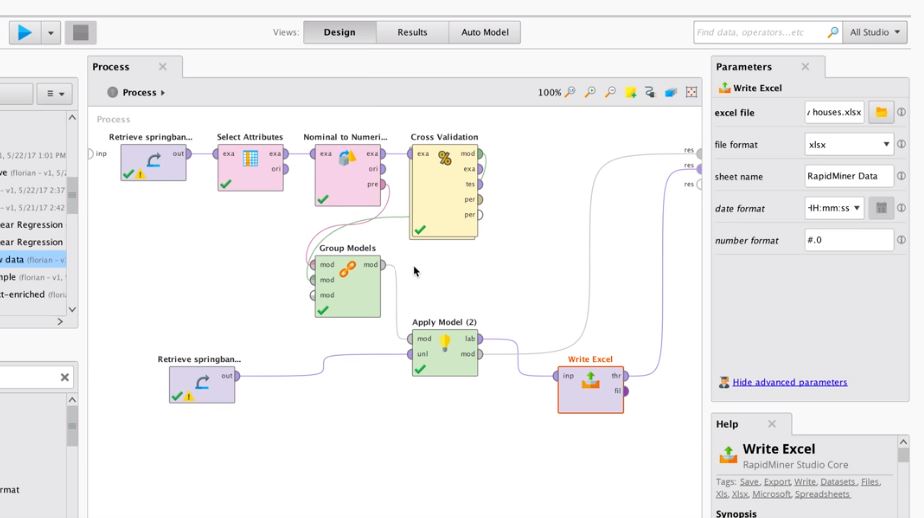 Views: Design Results Auto Model
Find data, operators...etc
All Studio
Process
Process
100%
Process
inp
Retrieve springban...
out
Select Attributes
exa
exa
ori
Nominal to Numeri...
exa
exa
ori
pre
Cross Validation
exa
mod
exa
tes
per
per
res
res
res
Group Models
mod
mod
mod
mod
Apply Model (2)
mod
unl
lab
mod
Retrieve springban...
out
Write Excel
inp
thr
fil
, 5/22/17 1:01 PM
ve (florian - v1,
- v1, 5/22/17 2:37
- v1, 5/21/17 2:42
ear Regression
ear Regression
w data (florian - v1,
mple (florian - v1,
t-enriched (floria
rmat
Parameters
Write Excel
excel file
/ houses.xlsx
file format
xlsx
sheet name
RapidMiner Data
date format
HH:mm:ss
number format
#.0
Hide advanced parameters
Help
Write Excel
RapidMiner Studio Core
Tags: Save, Export, Write, Datasets, Files,
Xls, Xlsx, Microsoft, Spreadsheets
Synopsis